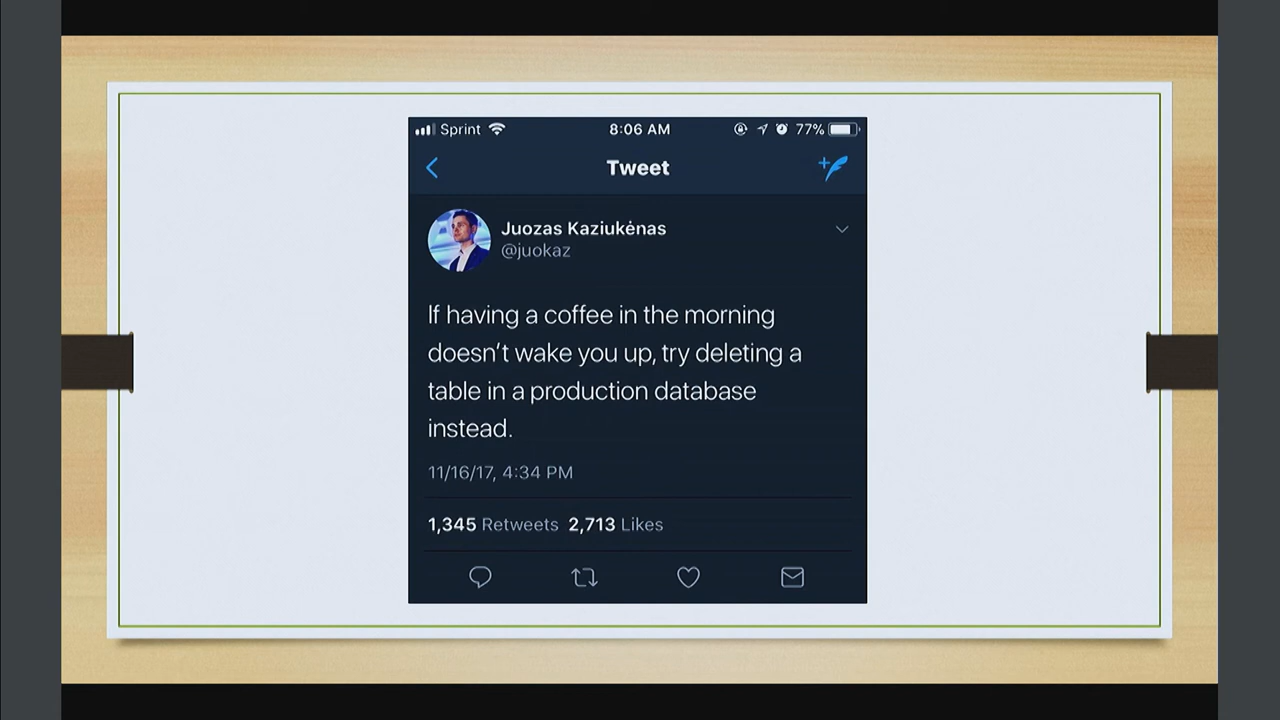 Sprint 8:06 AM 77%
Tweet
Juozas Kaziukėnas
@juokaz
If having a coffee in the morning
doesn't wake you up, try deleting a
table in a production database
instead.
11/16/17, 4:34 PM
1,345 Retweets 2,713 Likes